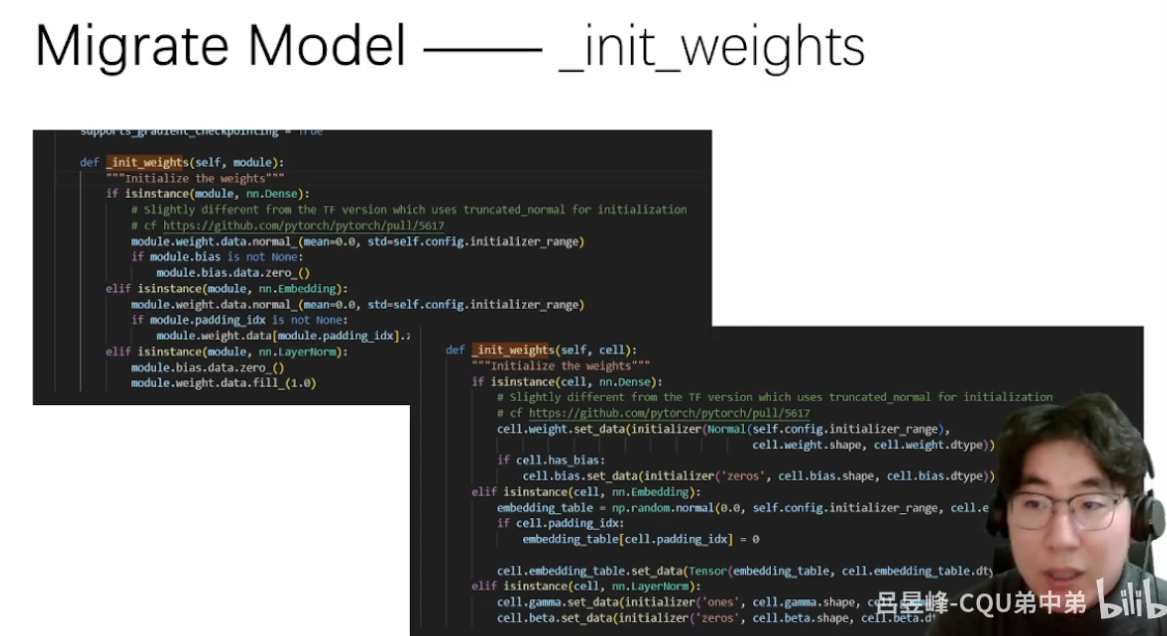 Migrate Model —— _init_weights
supports_gradient_checkpointing = True
def _init_weights(self, module):
"""Initialize the weights"""
if isinstance(module, nn.Dense):
# Slightly different from the TF version which uses truncated_normal for initialization
# cf https://github.com/pytorch/pytorch/pull/5617
module.weight.data.normal_(mean=0.0, std=self.config.initializer_range)
if module.bias is not None:
module.bias.data.zero_()
elif isinstance(module, nn.Embedding):
module.weight.data.normal_(mean=0.0, std=self.config.initializer_range)
if module.padding_idx is not None:
module.weight.data[module.padding_idx].
elif isinstance(module, nn.LayerNorm):
module.bias.data.zero_()
module.weight.data.fill_(1.0)
def _init_weights(self, cell):
"""Initialize the weights"""
if isinstance(cell, nn.Dense):
# Slightly different from the TF version which uses truncated_normal for initialization
# cf https://github.com/pytorch/pytorch/pull/5617
cell.weight.set_data(initializer(Normal(self.config.initializer_range),
cell.weight.shape, cell.weight.dtype))
if cell.has_bias:
cell.bias.set_data(initializer('zeros', cell.bias.shape, cell.bias.dtype))
elif isinstance(cell, nn.Embedding):
embedding_table = np.random.normal(0.0, self.config.initializer_range, cell.e
if cell.padding_idx:
embedding_table[cell.padding_idx] = 0
cell.embedding_table.set_data(Tensor(embedding_table, cell.embedding_table.dty
elif isinstance(cell, nn.LayerNorm):
cell.gamma.set_data(initializer('ones', cell.gamma.shape,
cell.beta.set_data(initializer('zeros', cell.beta.shape, cell.beta.dt
吕昱峰-CQU弟中弟 bilib